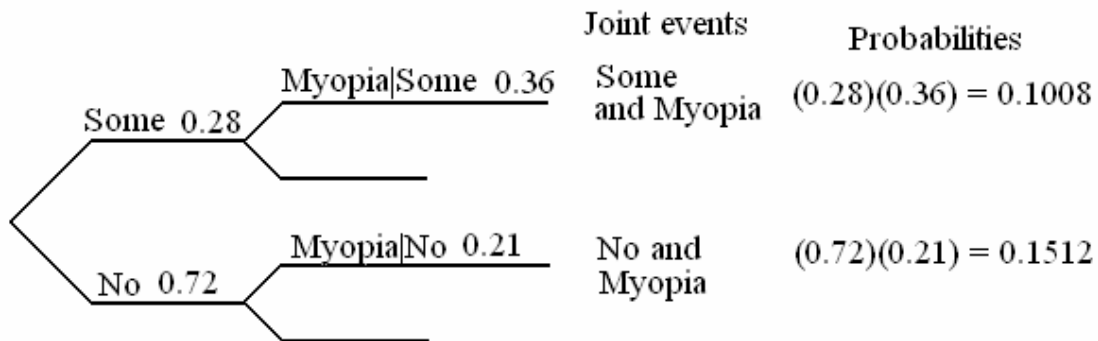 Joint events
Probabilities
Myopia|Some 0.36
Some
and Myopia
(0.28)(0.36) = 0.1008
Some 0.28
Myopia|No 0.21
No and
Myopia
(0.72)(0.21) = 0.1512
No 0.72